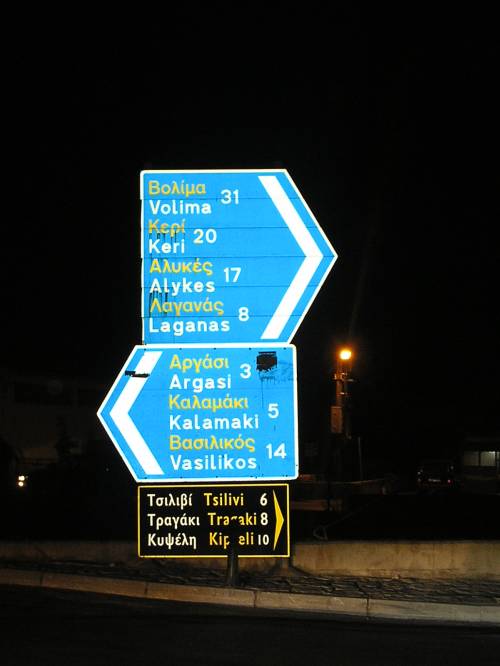 Βολίμα
Volima 31
Κερί
Keri 20
Αλυκές
Alykes 17
Λαγανάς
Laganas 8
Αργάσι
Argasi 3
Καλαμάκι
Kalamaki 5
Βασιλικός
Vasilikos 14
Τσιλιβί Tsilivi 6
Τραγάκι Tragaki 8
Κυψέλη Kipseli 10